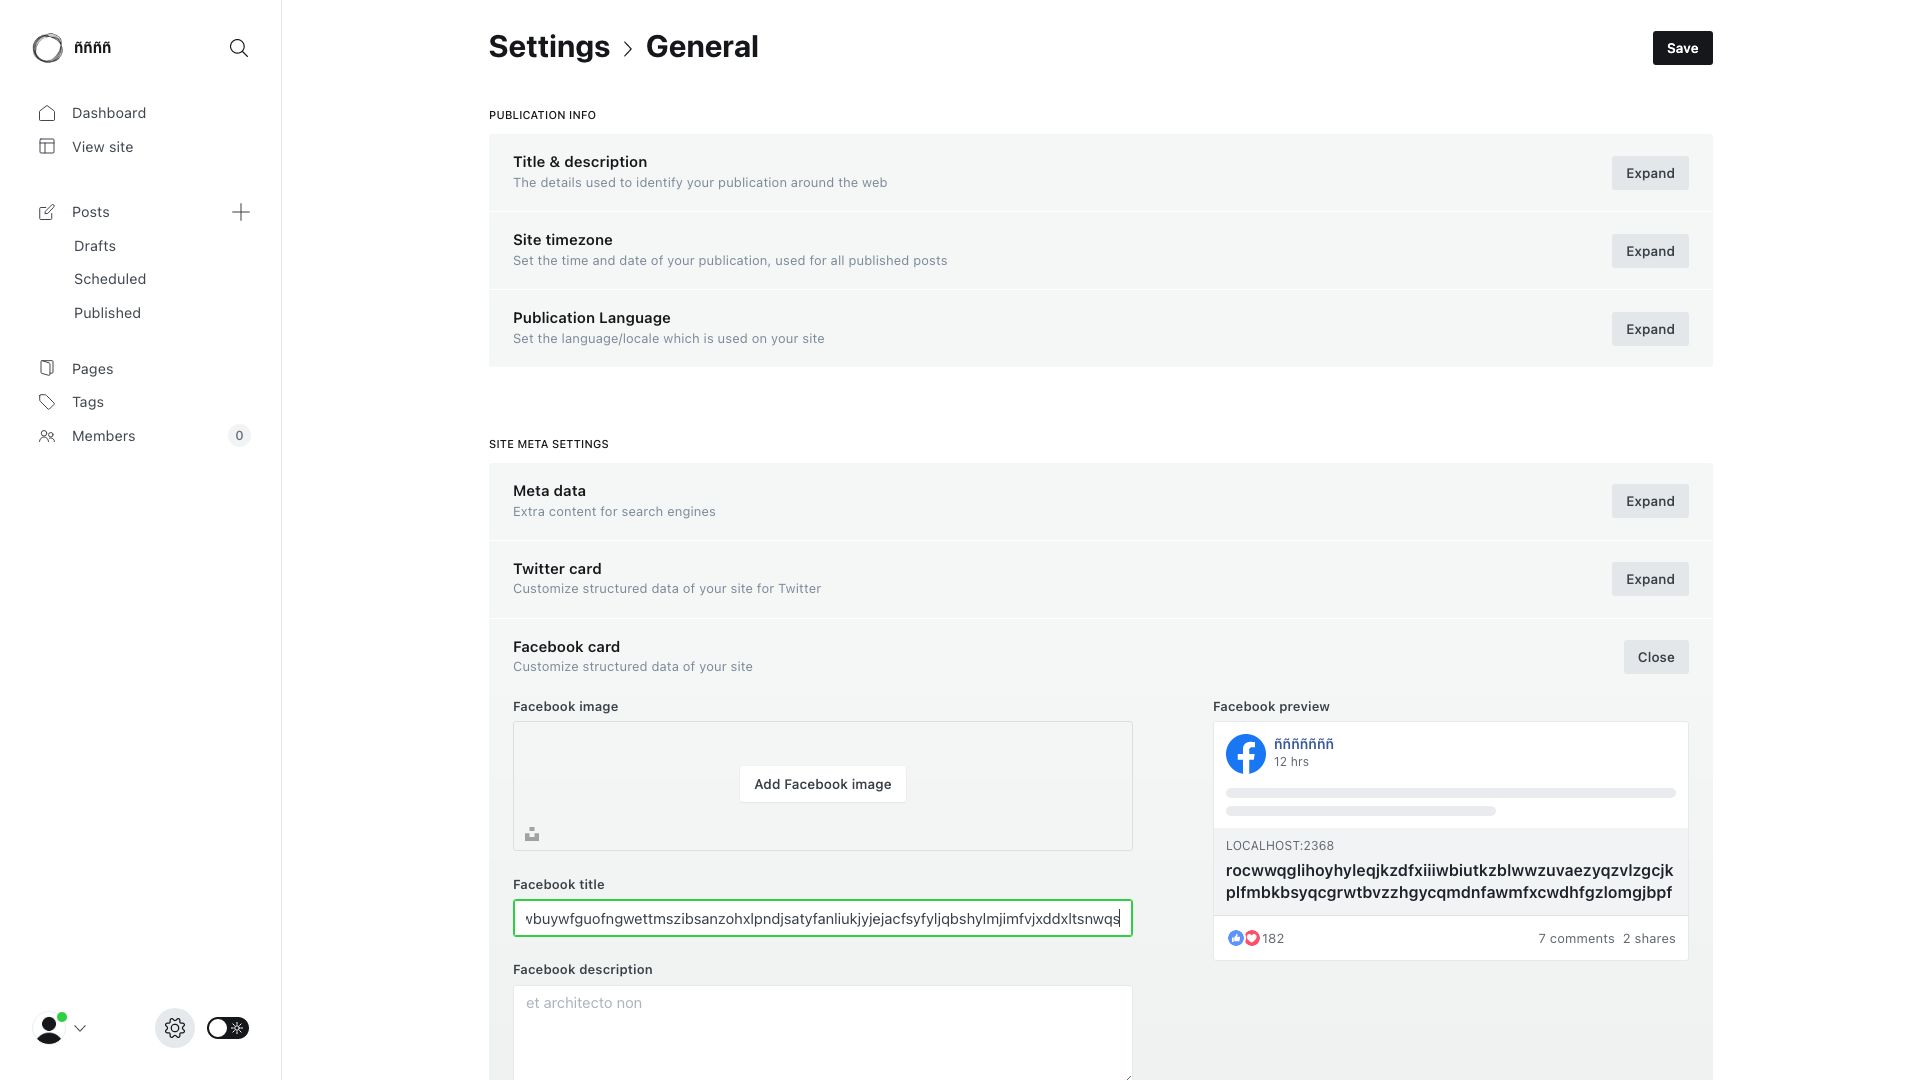 ññññ
Dashboard
View site
Posts
Drafts
Scheduled
Published
Pages
Tags
Members
0
Settings
General
Save
PUBLICATION INFO
Title & description
The details used to identify your publication around the web
Expand
Site timezone
Set the time and date of your publication, used for all published posts
Expand
Publication Language
Set the language/locale which is used on your site
Expand
SITE META SETTINGS
Meta data
Extra content for search engines
Expand
Twitter card
Customize structured data of your site for Twitter
Expand
Facebook card
Customize structured data of your site
Close
Facebook image
Add Facebook image
Facebook title
vbuywfguofngwettmszibsanzohxlpndjsatyfanliukjyjejacfsyfyljqbshylmjimfvjxddxltsnwqs
Facebook description
et architecto non
Facebook preview
ñññññññ
12 hrs
LOCALHOST:2368
rocwwqglihoyhyleqjkzdfxiiiwbiutkzblwwzuvaezyqzvlzgcjk
plfmbkbsyqcgrwtbvzzhgycqmdnfawmfxcwdhfgzlomgjbpf
182
7 comments 2 shares